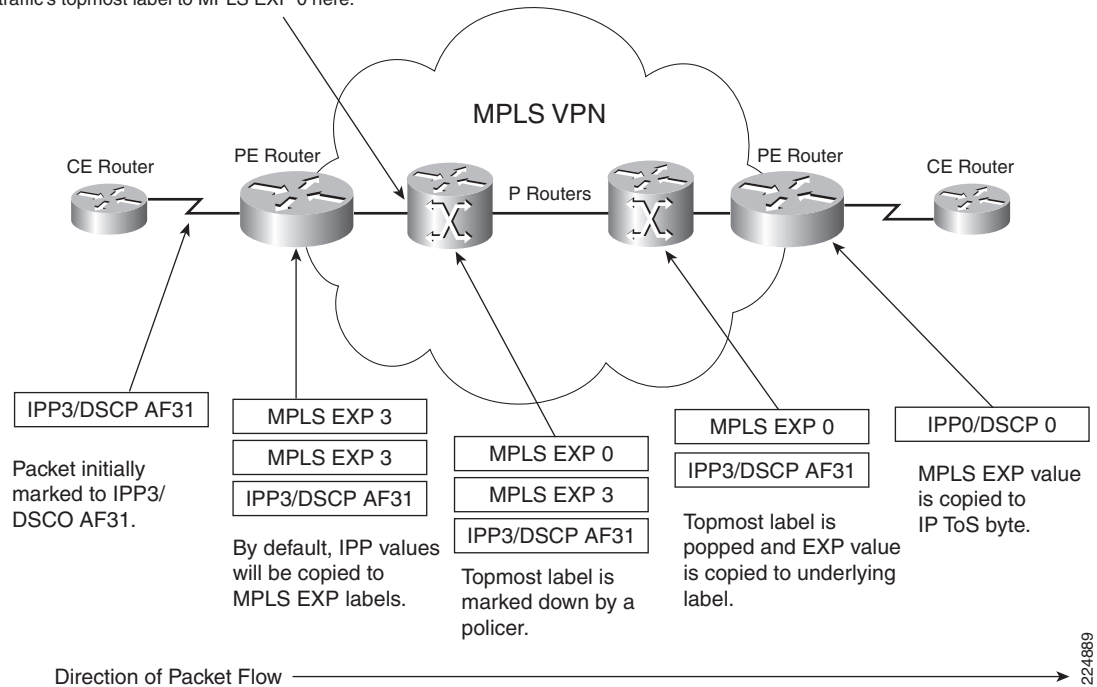 traffic's topmost label to MPLS EXP 0 here.
MPLS VPN
CE Router
PE Router
P Routers
PE Router
CE Router
IPP3/DSCP AF31
Packet initially
marked to IPP3/
DSCO AF31.
MPLS EXP 3
MPLS EXP 3
IPP3/DSCP AF31
By default, IPP values
will be copied to
MPLS EXP labels.
MPLS EXP 0
MPLS EXP 3
IPP3/DSCP AF31
Topmost label is
marked down by a
policer.
MPLS EXP 0
IPP3/DSCP AF31
Topmost label is
popped and EXP value
is copied to underlying
label.
IPP0/DSCP 0
MPLS EXP value
is copied to
IP ToS byte.
Direction of Packet Flow
224889